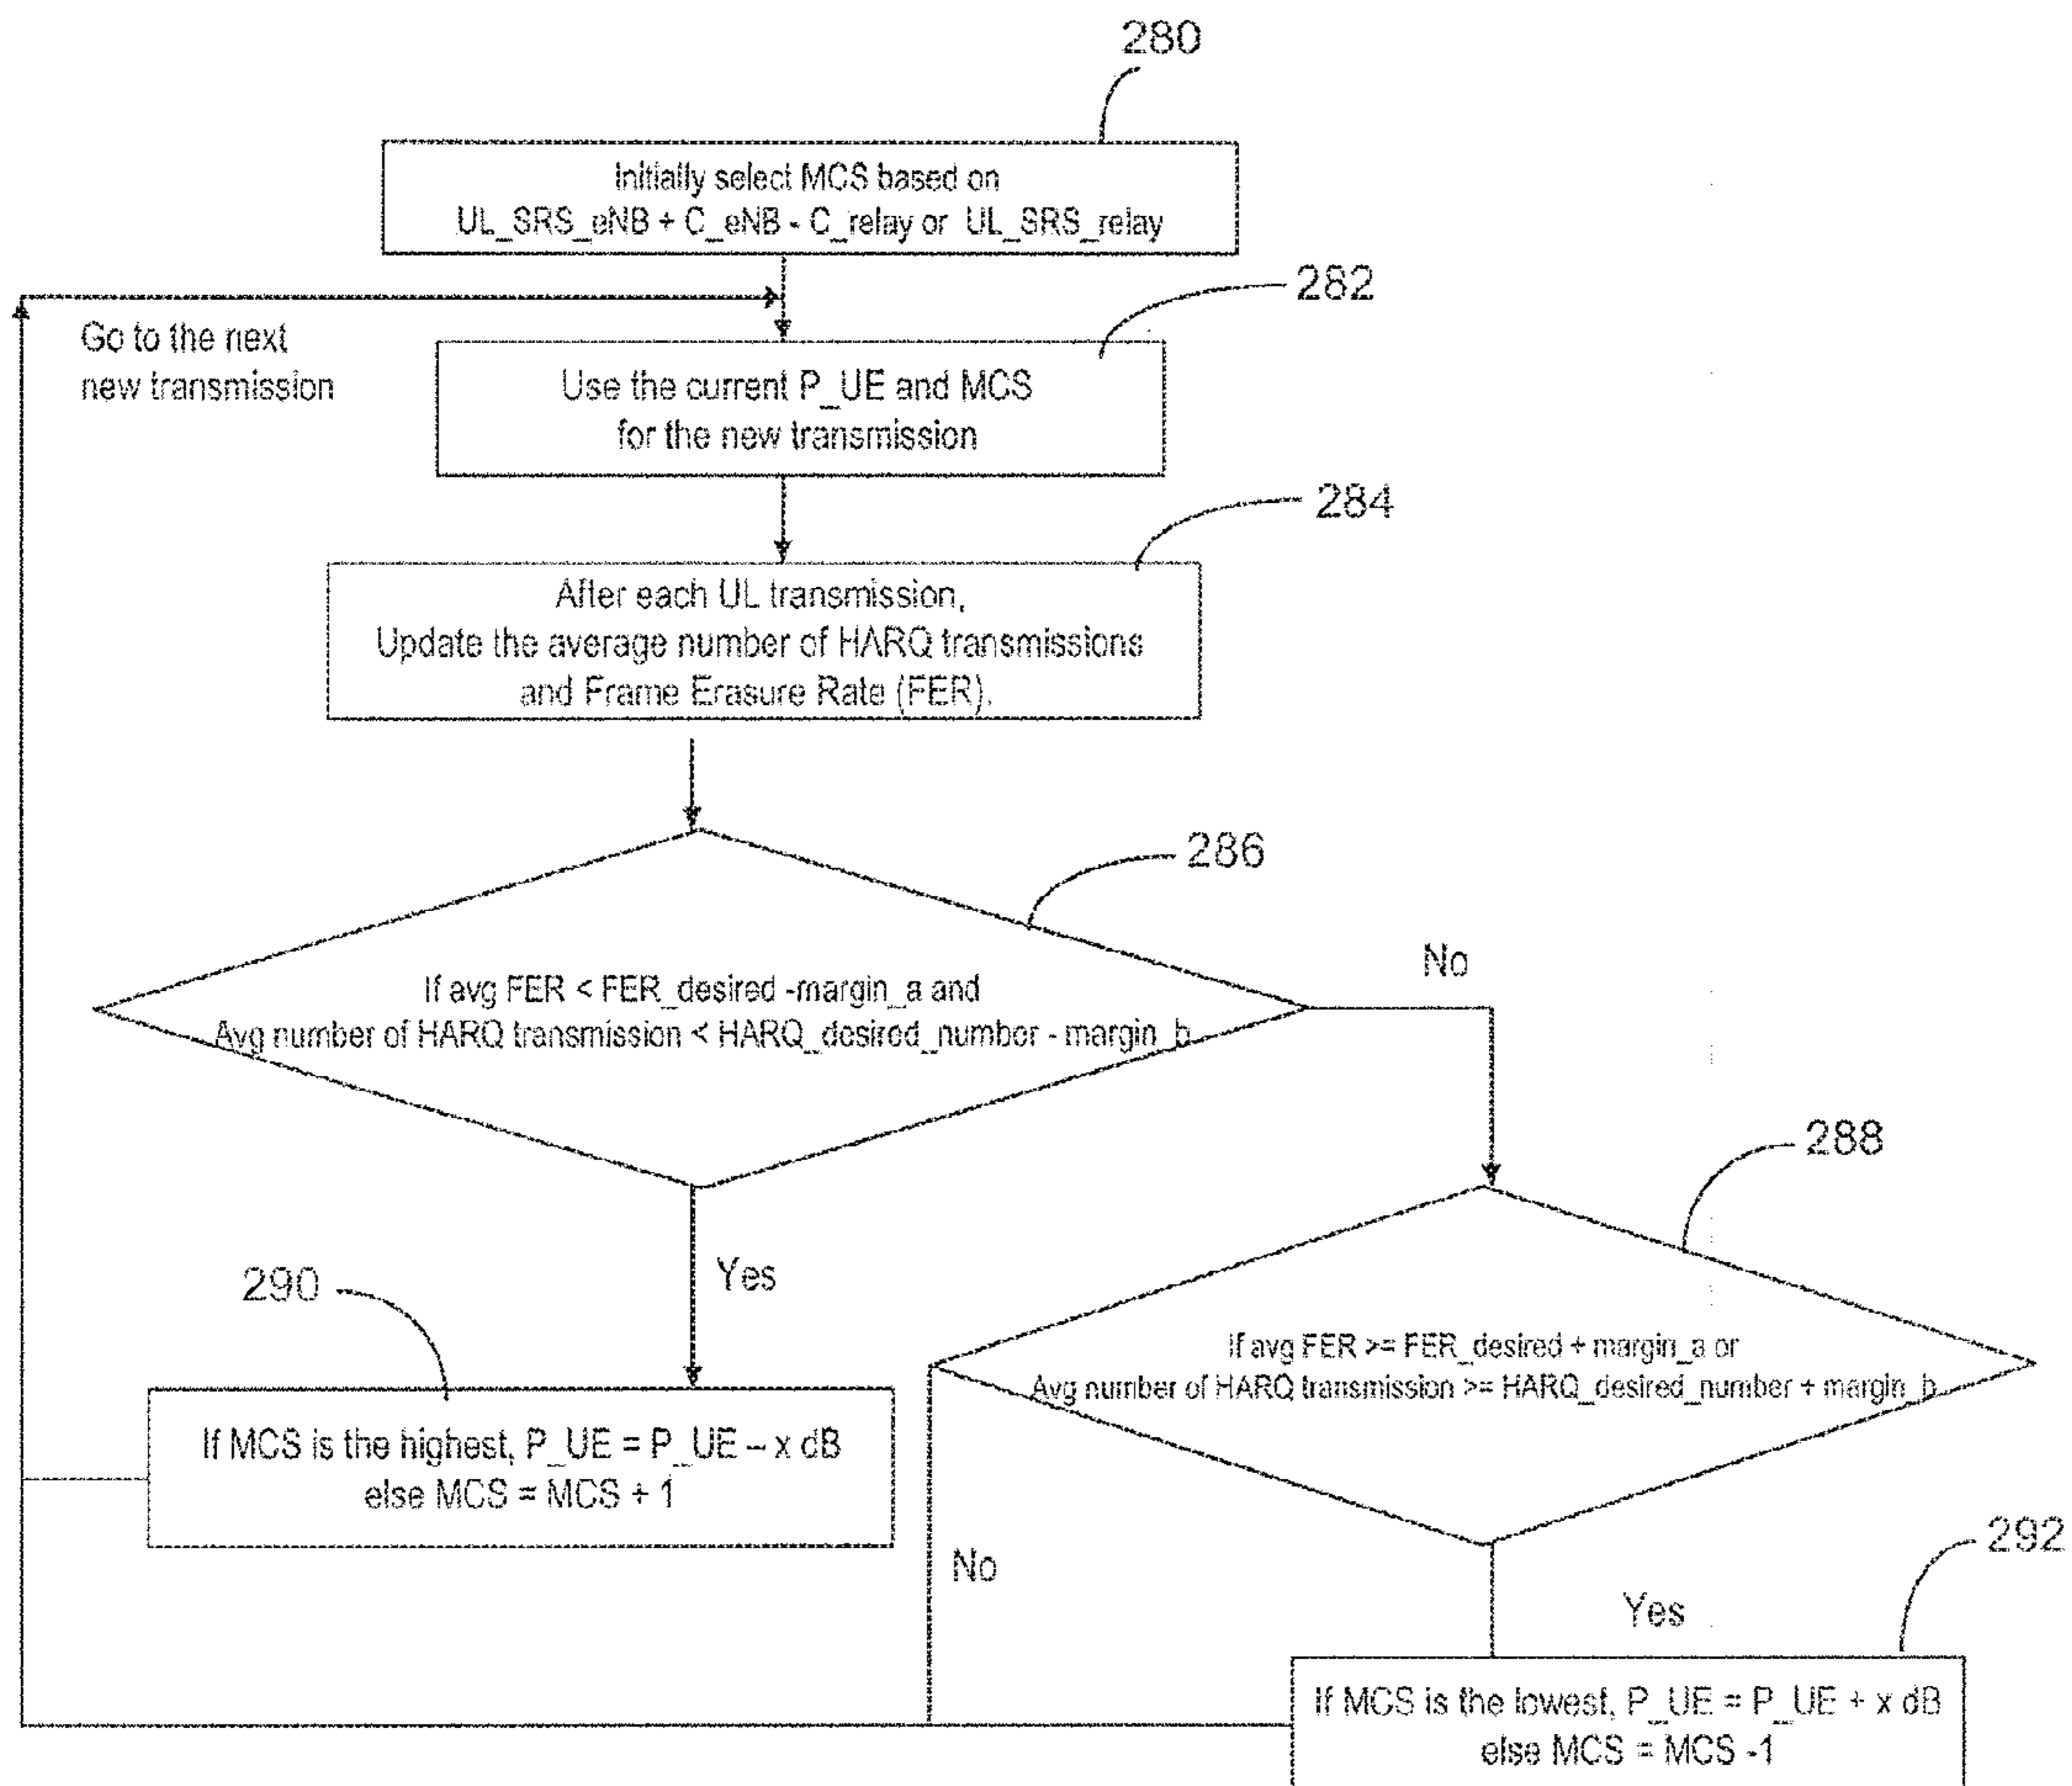 280
Initially select MCS based on
UL_SRS_eNB + C_eNB - C_relay or UL_SRS_relay
282
Go to the next
new transmission
Use the current P_UE and MCS
for the new transmission
284
After each UL transmission,
Update the average number of HARQ transmissions
and Frame Erasure Rate (FER).
286
No
If avg FER < FER_desired -margin_a and
Avg number of HARQ transmission < HARQ_desired_number - margin_b
288
Yes
290
If avg FER >= FER_desired + margin_a or
Avg number of HARQ transmission >= HARQ_desired_number + margin_b
If MCS is the highest, P_UE = P_UE – x dB
else MCS = MCS + 1
292
No
Yes
If MCS is the lowest, P_UE = P_UE + x dB
else MCS = MCS -1